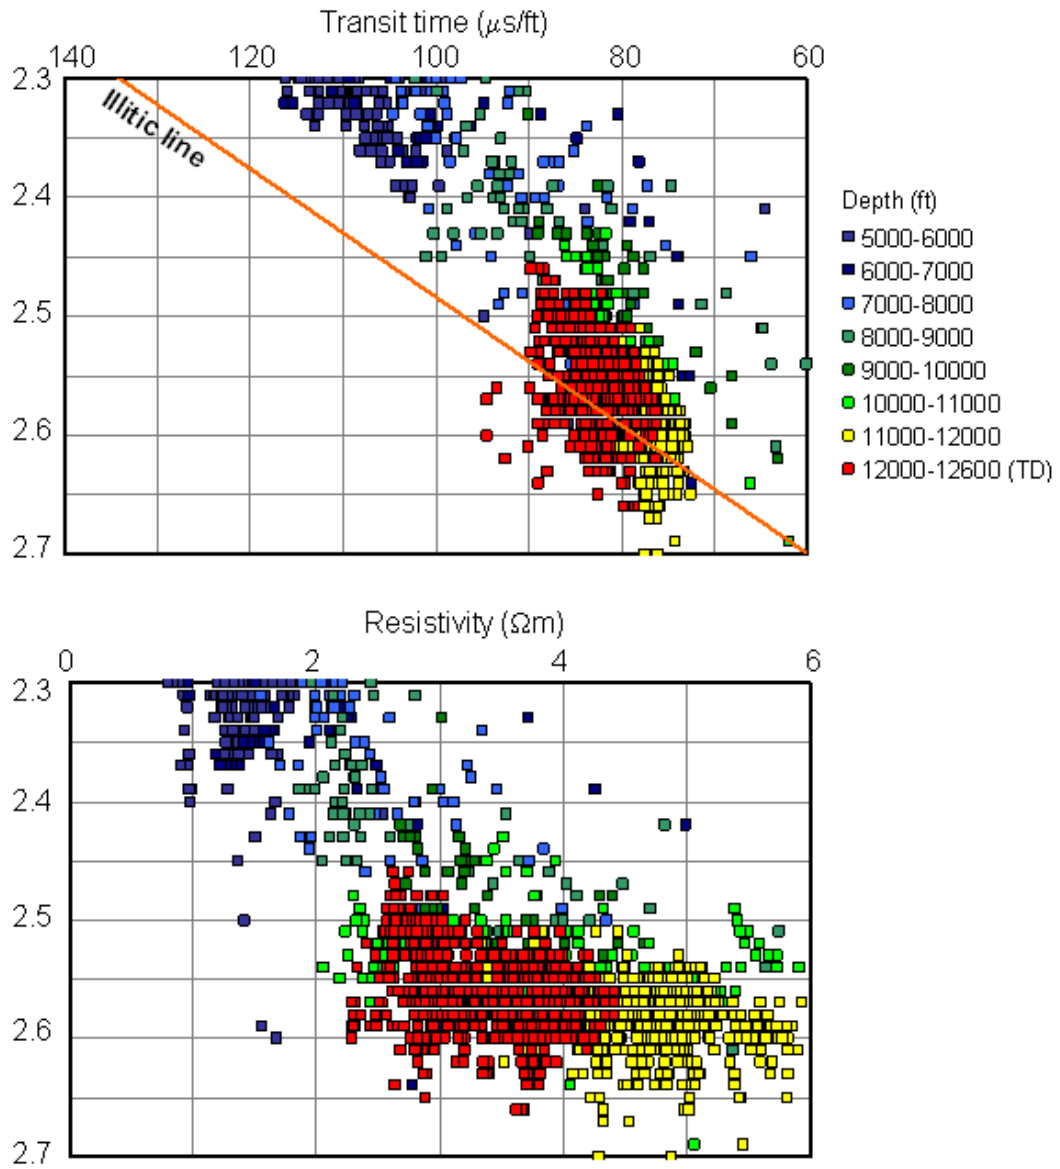 Transit time (μs/ft)
140 120 100 80 60
2.3
Illitic line
2.4
2.5
2.6
2.7
Depth (ft)
5000-6000
6000-7000
7000-8000
8000-9000
9000-10000
10000-11000
11000-12000
12000-12600 (TD)
Resistivity (Ωm)
0 2 4 6
2.3
2.4
2.5
2.6
2.7